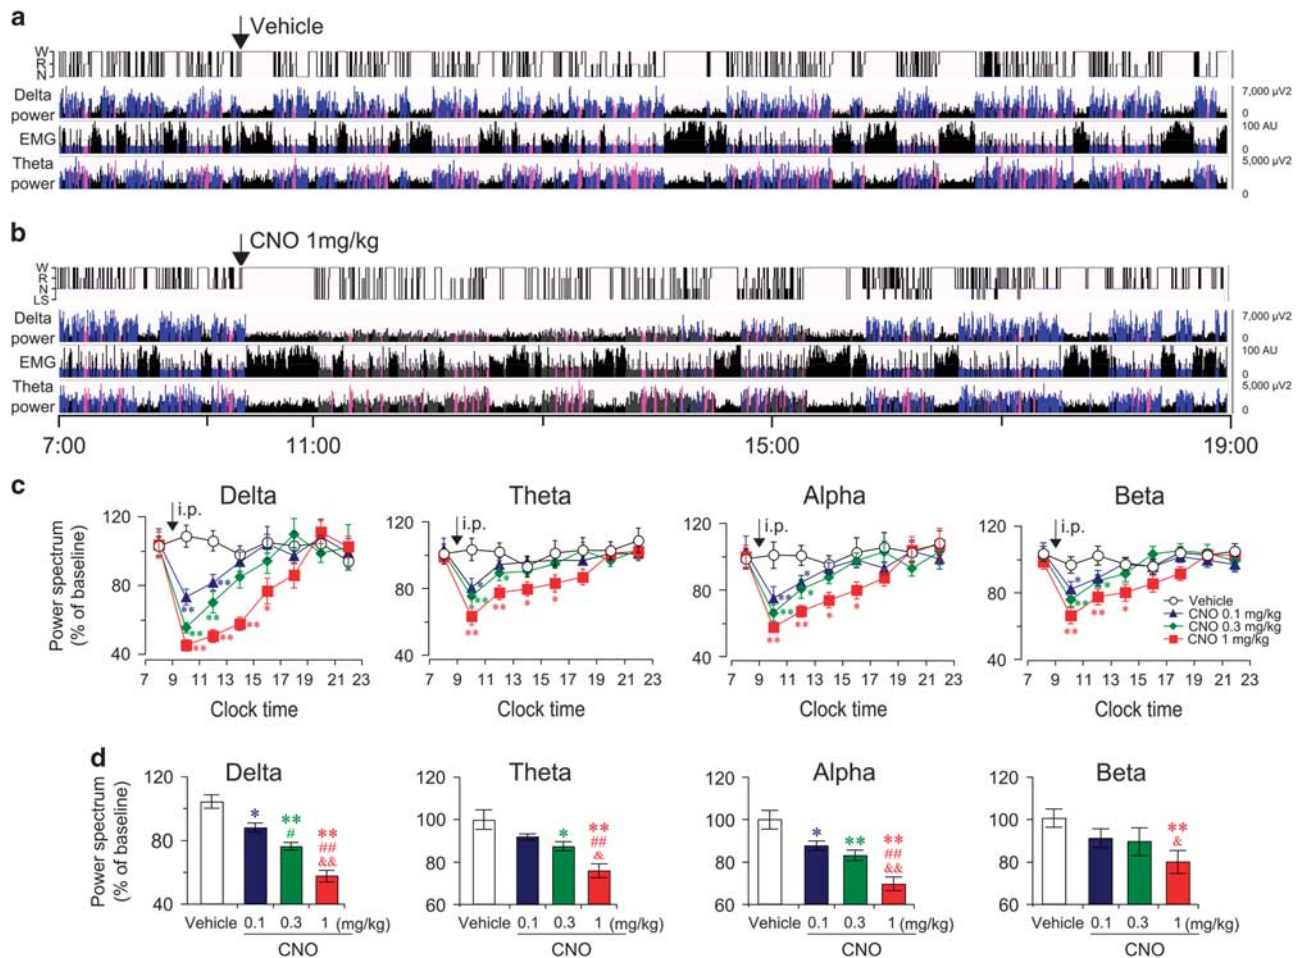 a
Vehicle
W
R
N
Delta
power
7,000 µV2
0
EMG
100 AU
0
Theta
power
5,000 µV2
0
b
CNO 1mg/kg
W
R
N
LS
Delta
power
7,000 µV2
0
EMG
100 AU
0
Theta
power
5,000 µV2
0
7:00 11:00 15:00 19:00
c
Delta Theta Alpha Beta
i.p. i.p. i.p. i.p.
Power spectrum
(% of baseline)
120 120 120 120
80 80 80 80
40 40 40 40
** ** ** ** ** ** ** ** *
* ** * ** ** * *
** * ** * ** ** * *
* ** * ** ** *
Vehicle
CNO 0.1 mg/kg
CNO 0.3 mg/kg
CNO 1 mg/kg
7 9 11 13 15 17 19 21 23 7 9 11 13 15 17 19 21 23 7 9 11 13 15 17 19 21 23 7 9 11 13 15 17 19 21 23
Clock time Clock time Clock time Clock time
d
Delta Theta Alpha Beta
Power spectrum
(% of baseline)
120 80 40
* ** # ** ## &&
Vehicle 0.1 0.3 1 (mg/kg)
CNO
120 100 80 60
* ** ## &
Vehicle 0.1 0.3 1 (mg/kg)
CNO
120 100 80 60
* ** ** ## &&
Vehicle 0.1 0.3 1 (mg/kg)
CNO
120 100 80 60
** &
Vehicle 0.1 0.3 1 (mg/kg)
CNO